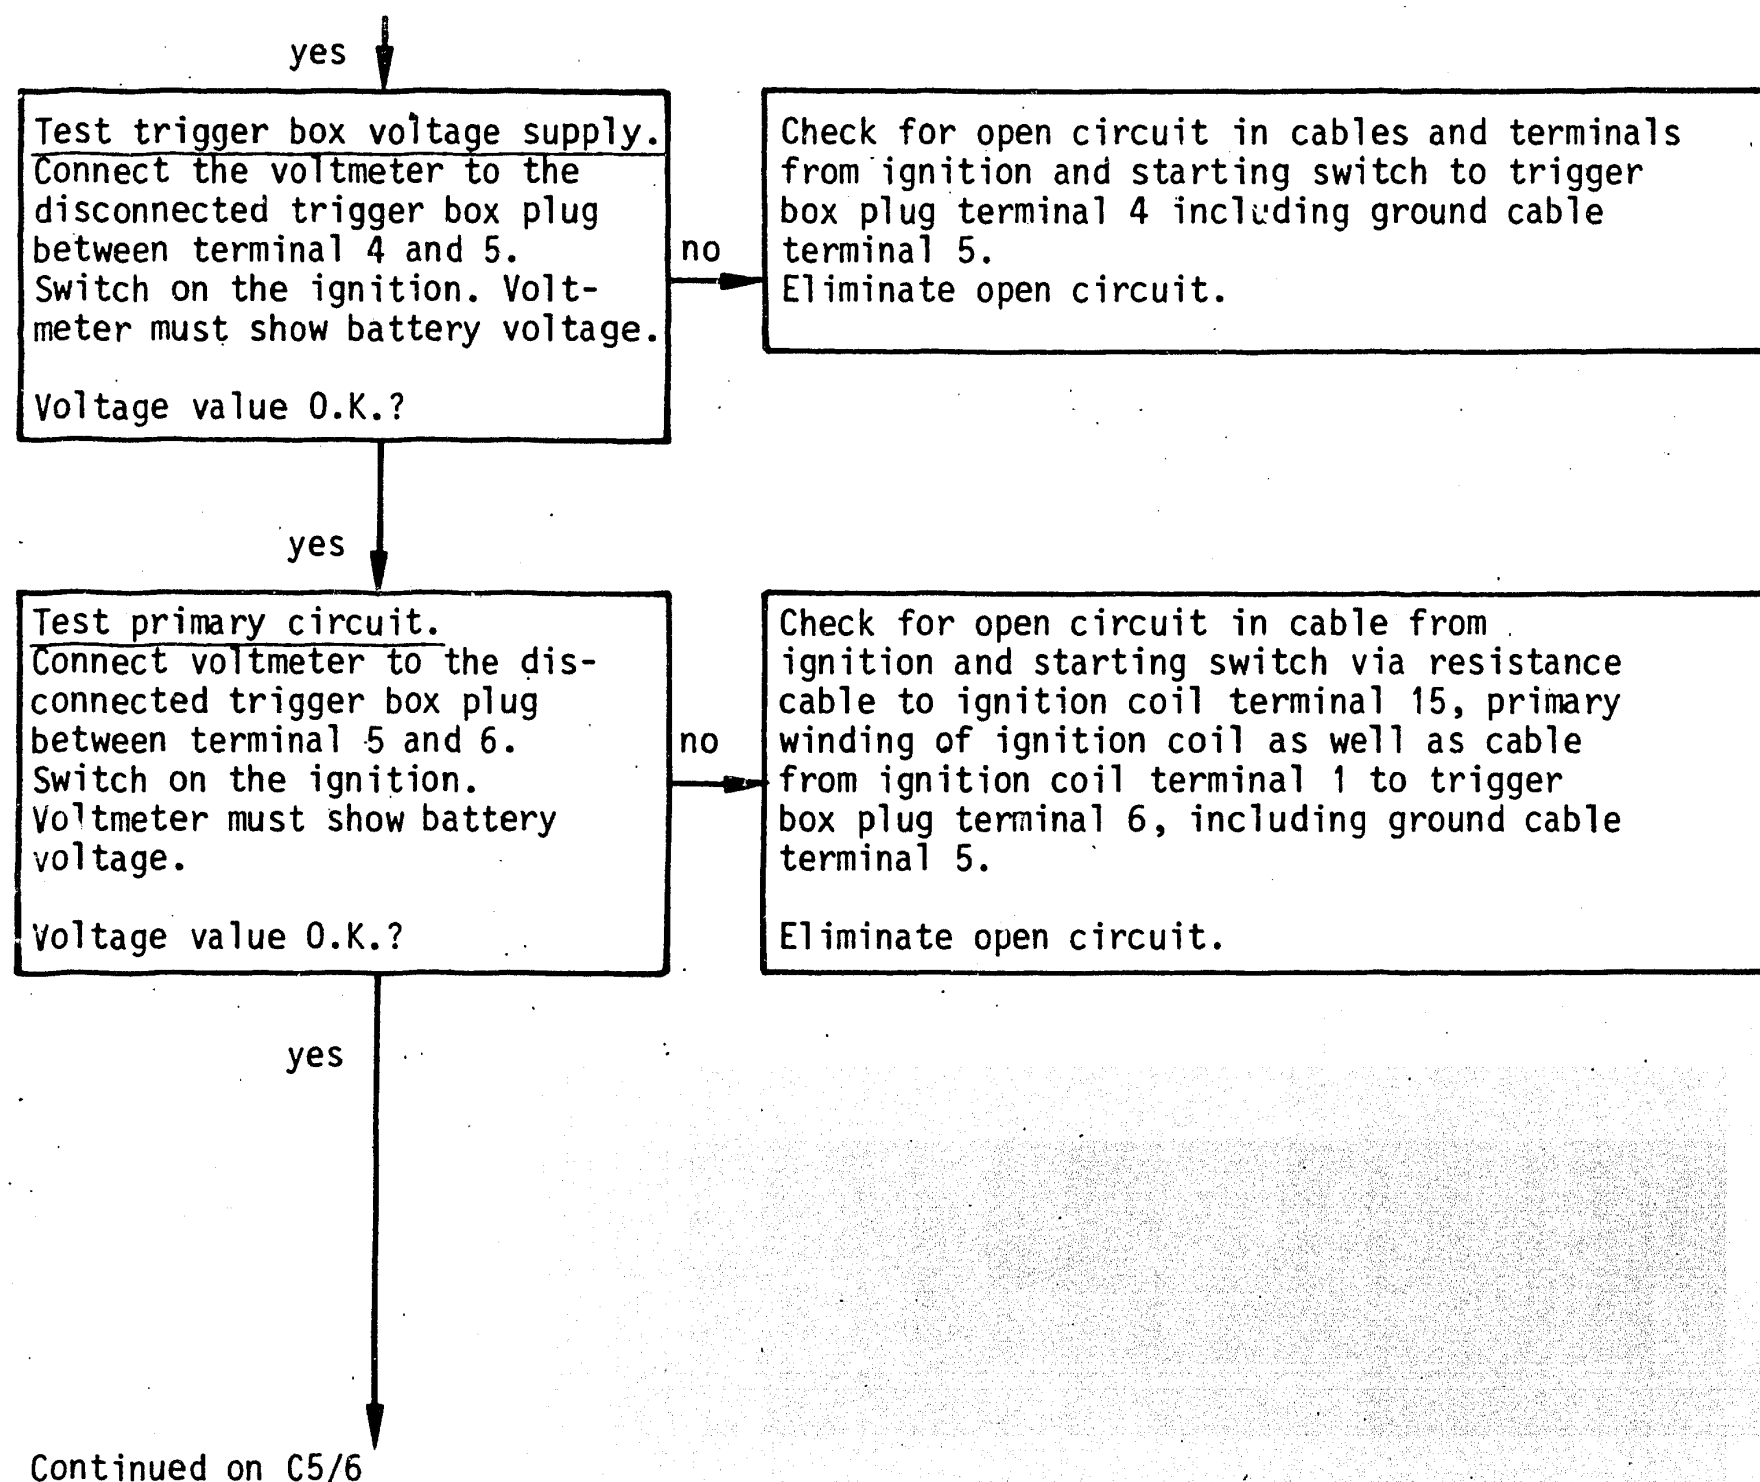 yes
Test trigger box voltage supply.
Connect the voltmeter to the
disconnected trigger box plug
between terminal 4 and 5.
Switch on the ignition. Volt-
meter must show battery voltage.
Voltage value O.K.?
no
Check for open circuit in cables and terminals
from ignition and starting switch to trigger
box plug terminal 4 including ground cable
terminal 5.
Eliminate open circuit.
yes
Test primary circuit.
Connect voltmeter to the dis-
connected trigger box plug
between terminal 5 and 6.
Switch on the ignition.
Voltmeter must show battery
voltage.
Voltage value O.K.?
no
Check for open circuit in cable from
ignition and starting switch via resistance
cable to ignition coil terminal 15, primary
winding of ignition coil as well as cable
from ignition coil terminal 1 to trigger
box plug terminal 6, including ground cable
terminal 5.
Eliminate open circuit.
yes
Continued on C5/6